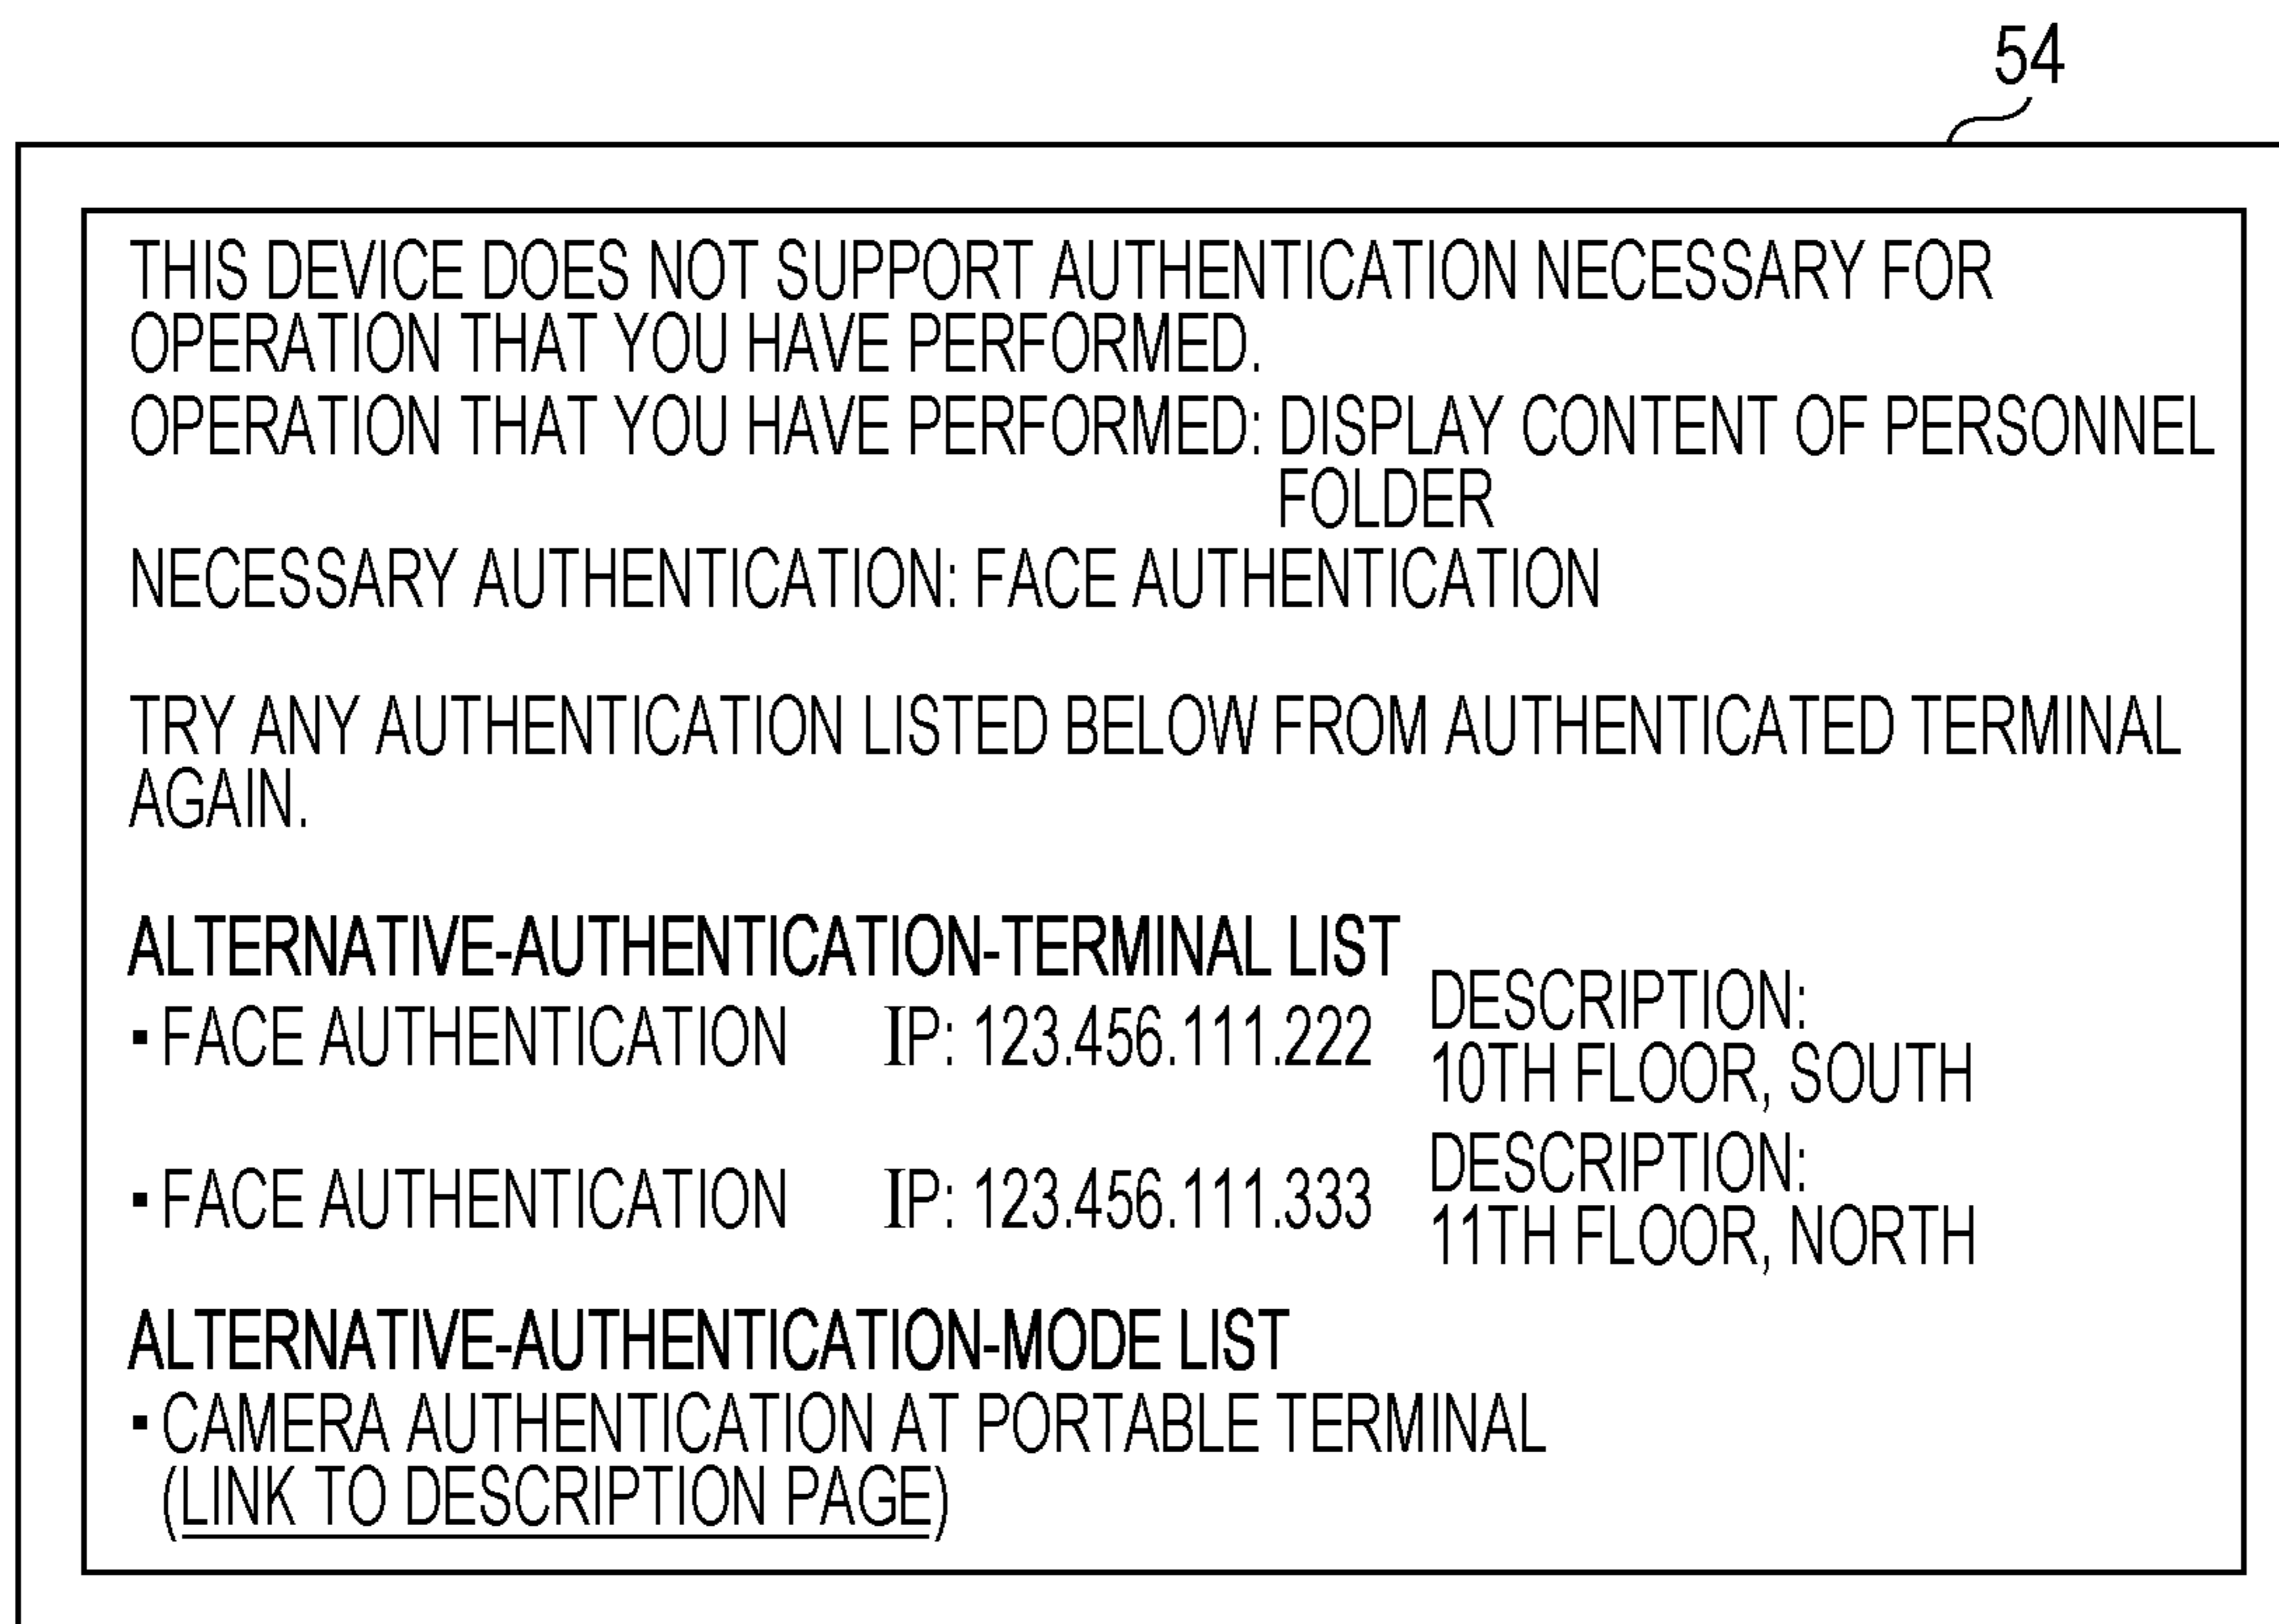 54
THIS DEVICE DOES NOT SUPPORT AUTHENTICATION NECESSARY FOR
OPERATION THAT YOU HAVE PERFORMED.
OPERATION THAT YOU HAVE PERFORMED: DISPLAY CONTENT OF PERSONNEL
FOLDER
NECESSARY AUTHENTICATION: FACE AUTHENTICATION
TRY ANY AUTHENTICATION LISTED BELOW FROM AUTHENTICATED TERMINAL
AGAIN.
ALTERNATIVE-AUTHENTICATION-TERMINAL LIST
▪ FACE AUTHENTICATION IP: 123.456.111.222 DESCRIPTION:
10TH FLOOR, SOUTH
▪ FACE AUTHENTICATION IP: 123.456.111.333 DESCRIPTION:
11TH FLOOR, NORTH
ALTERNATIVE-AUTHENTICATION-MODE LIST
▪ CAMERA AUTHENTICATION AT PORTABLE TERMINAL
(LINK TO DESCRIPTION PAGE)